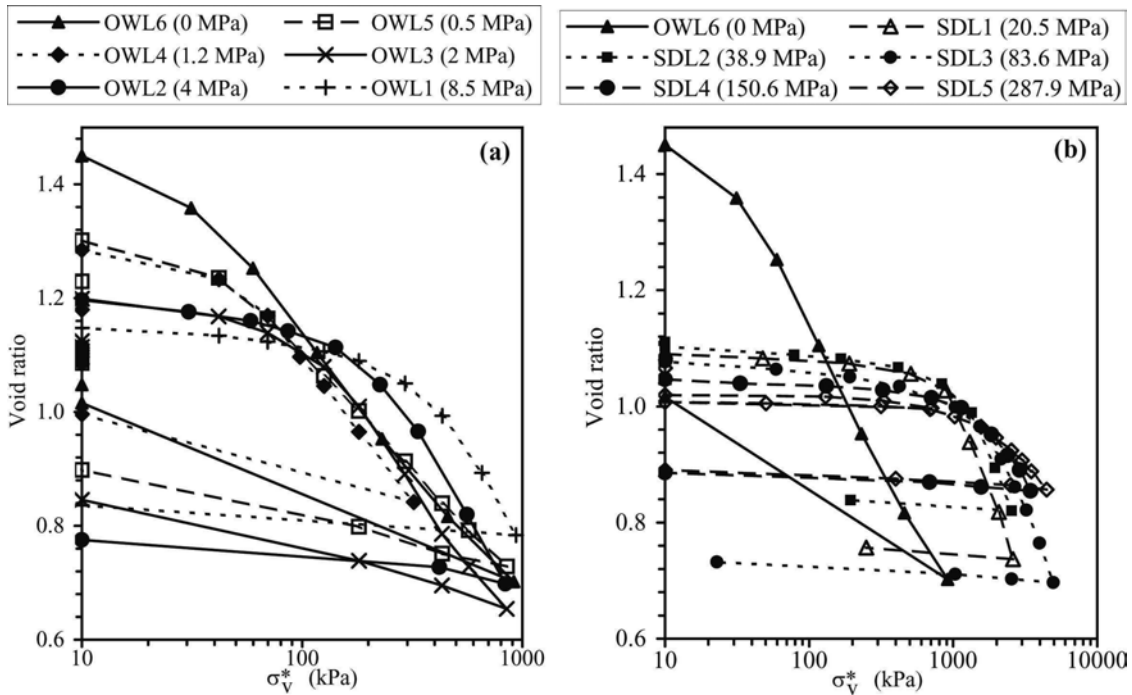 OWL6 (0 MPa) OWL5 (0.5 MPa)
OWL4 (1.2 MPa) OWL3 (2 MPa)
OWL2 (4 MPa) OWL1 (8.5 MPa)
(a)
Void ratio
1.4
1.2
1.0
0.8
0.6
10 100 1000
σv* (kPa)
OWL6 (0 MPa) SDL1 (20.5 MPa)
SDL2 (38.9 MPa) SDL3 (83.6 MPa)
SDL4 (150.6 MPa) SDL5 (287.9 MPa)
(b)
Void ratio
1.4
1.2
1.0
0.8
0.6
10 100 1000 10000
σv* (kPa)